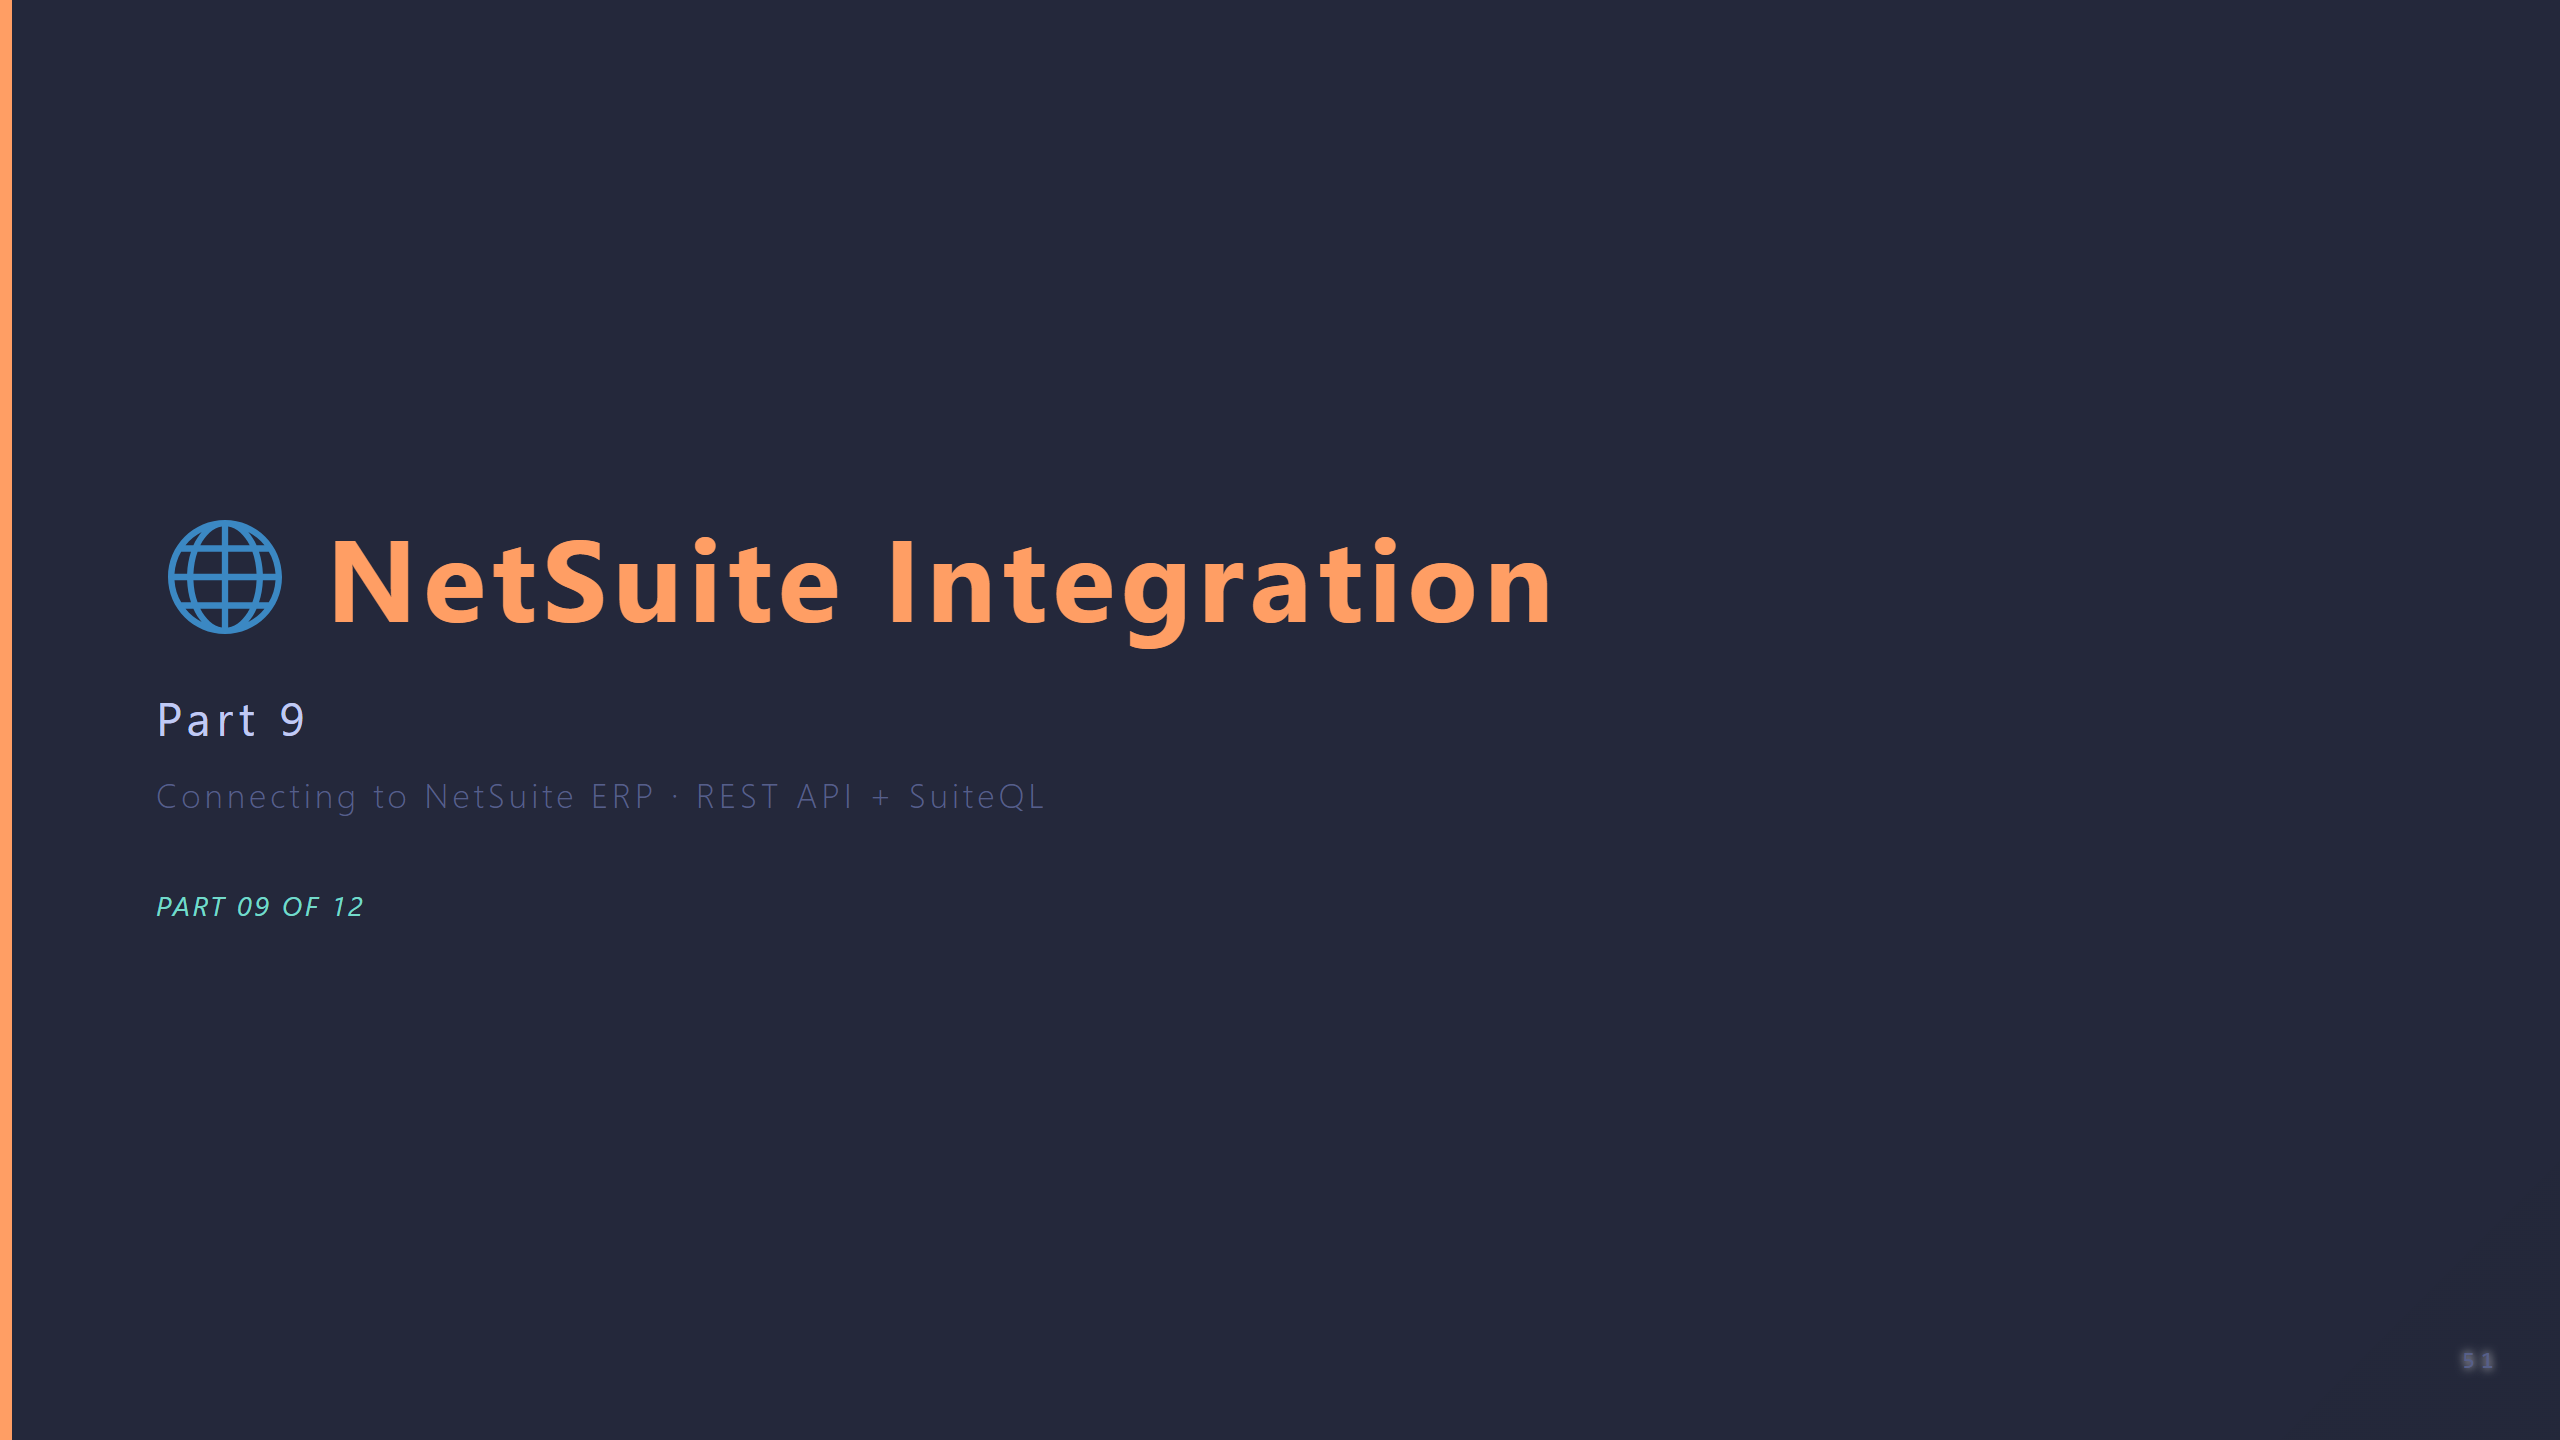 NetSuite Integration
Part 9
Connecting to NetSuite ERP · REST API + SuiteQL
PART 09 OF 12
51